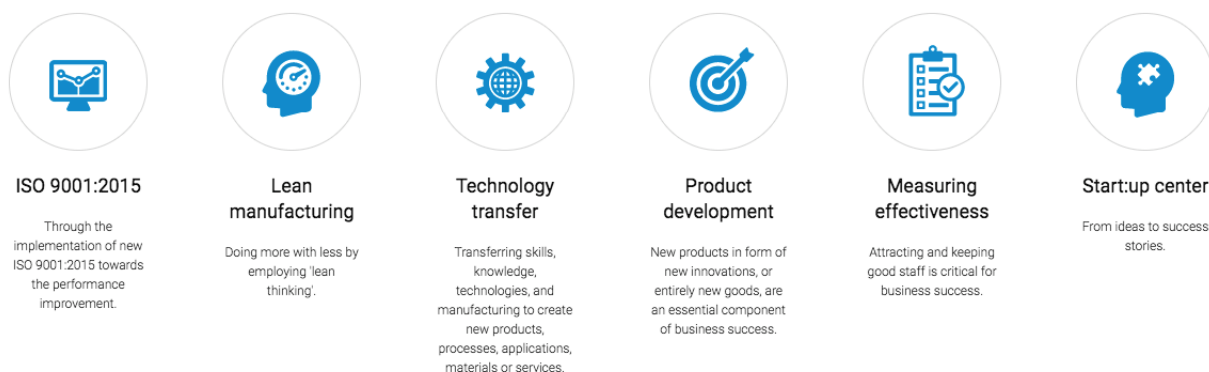 ISO 9001:2015
Through the
implementation of new
ISO 9001:2015 towards
the performance
improvement.
Lean
manufacturing
Doing more with less by
employing 'lean
thinking'.
Technology
transfer
Transferring skills,
knowledge,
technologies, and
manufacturing to create
new products,
processes, applications,
materials or services.
Product
development
New products in form of
new innovations, or
entirely new goods, are
an essential component
of business success.
Measuring
effectiveness
Attracting and keeping
good staff is critical for
business success.
Start:up center
From ideas to success
stories.